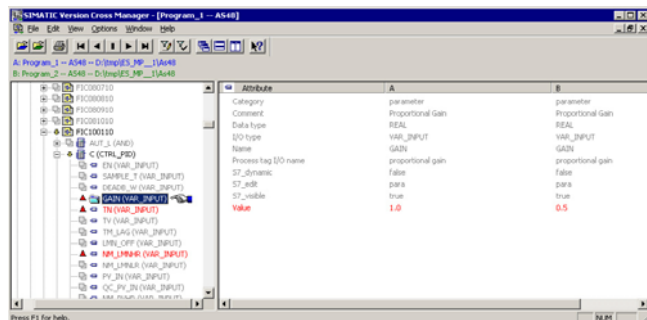 SIMATIC Version Cross Manager - [Program_1 -- AS48]
File Edit View Options Window Help
A: Program_1 -- AS48 -- D:\tmp\ES_MP__1\As48
B: Program_2 -- AS48 -- D:\tmp\ES_MP__1\As48
FIC080710
FIC080810
FIC080910
FIC081010
FIC100110
AUT_L (AND)
C (CTRL_PID)
EN (VAR_INPUT)
SAMPLE_T (VAR_INPUT)
DEADB_W (VAR_INPUT)
GAIN (VAR_INPUT)
TN (VAR_INPUT)
TV (VAR_INPUT)
TM_LAG (VAR_INPUT)
LMN_OFF (VAR_INPUT)
NM_LMNHR (VAR_INPUT)
NM_LMNLR (VAR_INPUT)
PV_IN (VAR_INPUT)
QC_PV_IN (VAR_INPUT)
Attribute A B
Category parameter parameter
Comment Proportional Gain Proportional Gain
Data type REAL REAL
I/O type VAR_INPUT VAR_INPUT
Name GAIN GAIN
Process tag I/O name proportional gain proportional gain
S7_dynamic false false
S7_edit para para
S7_visible true true
Value 1.0 0.5
Press F1 for help. NUM